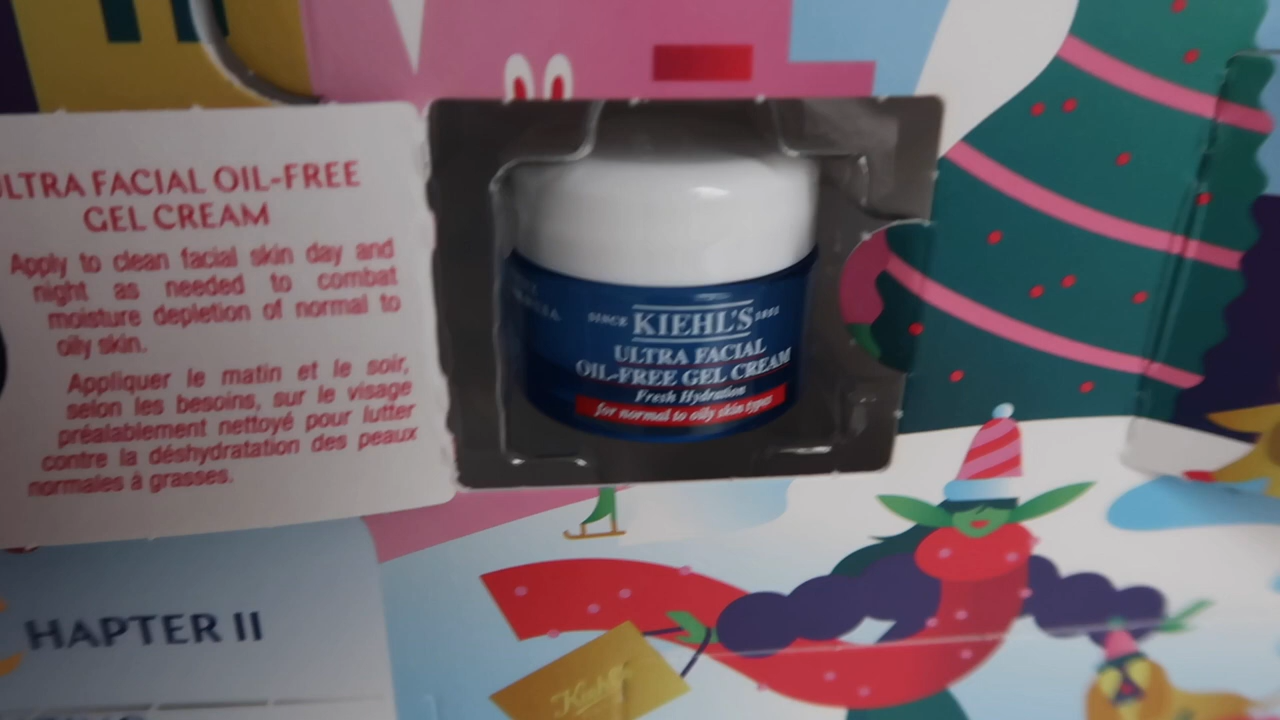 ULTRA FACIAL OIL-FREE
GEL CREAM
Apply to clean facial skin day and
night as needed to combat
moisture depletion of normal to
oily skin.
Appliquer le matin et le soir,
selon les besoins, sur le visage
préalablement nettoyé pour lutter
contre la déshydratation des peaux
normales à grasses.
SINCE KIEHL'S 1851
ULTRA FACIAL
OIL-FREE GEL CREAM
Fresh Hydration
for normal to oily skin types
HAPTER II
Kiehl's